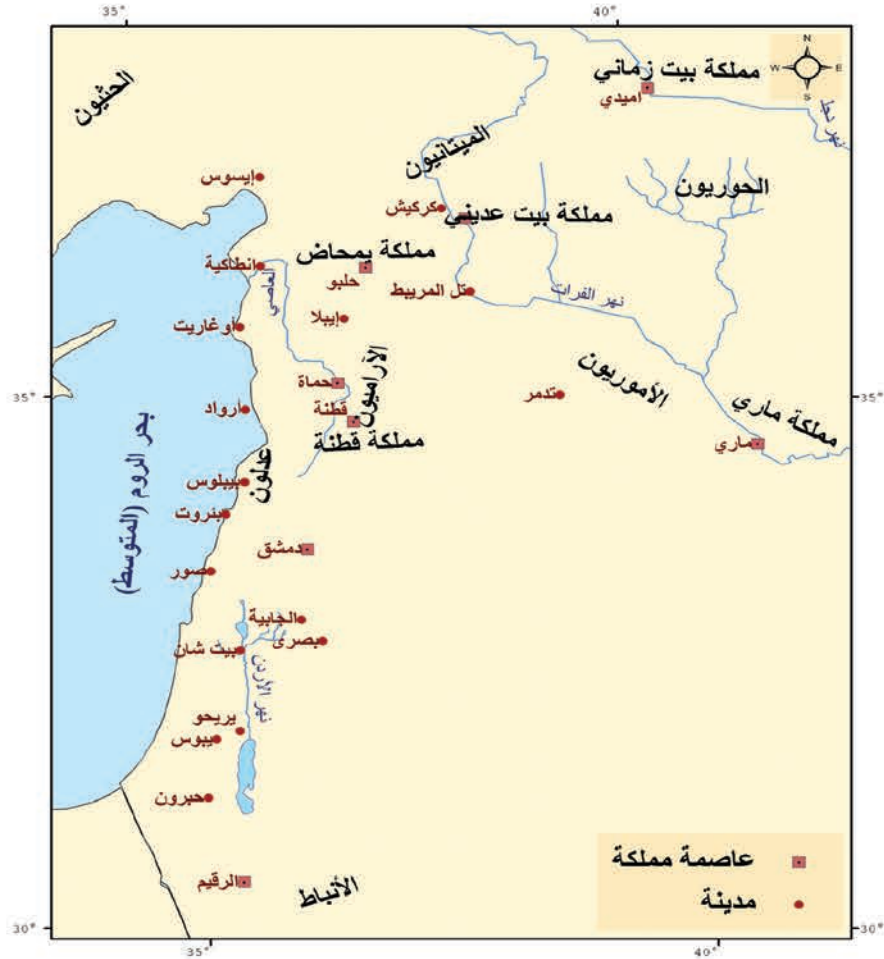 35°
40°
N
W
E
S
مملكة بيت زماني
اميدي
نهر دجلـ
الحثيون
الميتانيون
الحوريون
إيسوس
كركيش
مملكة بيت عديني
مملكة يمحاض
حلبو
انطاكية
العاصي
تل المريبط
نهر الفرات
إيبلا
أوغاريت
حماة
الآراميون
تدمر
الأموريون
35°
35°
أرواد
قطنة
مملكة قطنة
مملكة ماري
ماري
عدلون
بيبلوس
بحر الروم (المتوسط)
بنروت
دمشق
صور
الجابية
بصرى
بيت شان
نهر الأردن
يريحو
يبوس
حبرون
عاصمة مملكة
مدينة
الرقيم
الأنباط
30°
30°
35°
40°